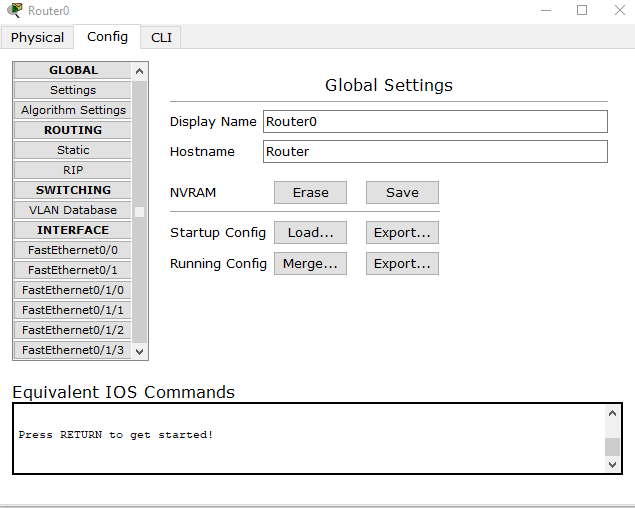 Router0
Physical Config CLI
GLOBAL
Settings
Algorithm Settings
ROUTING
Static
RIP
SWITCHING
VLAN Database
INTERFACE
FastEthernet0/0
FastEthernet0/1
FastEthernet0/1/0
FastEthernet0/1/1
FastEthernet0/1/2
FastEthernet0/1/3
Global Settings
Display Name Router0
Hostname Router
NVRAM Erase Save
Startup Config Load... Export...
Running Config Merge... Export...
Equivalent IOS Commands
Press RETURN to get started!